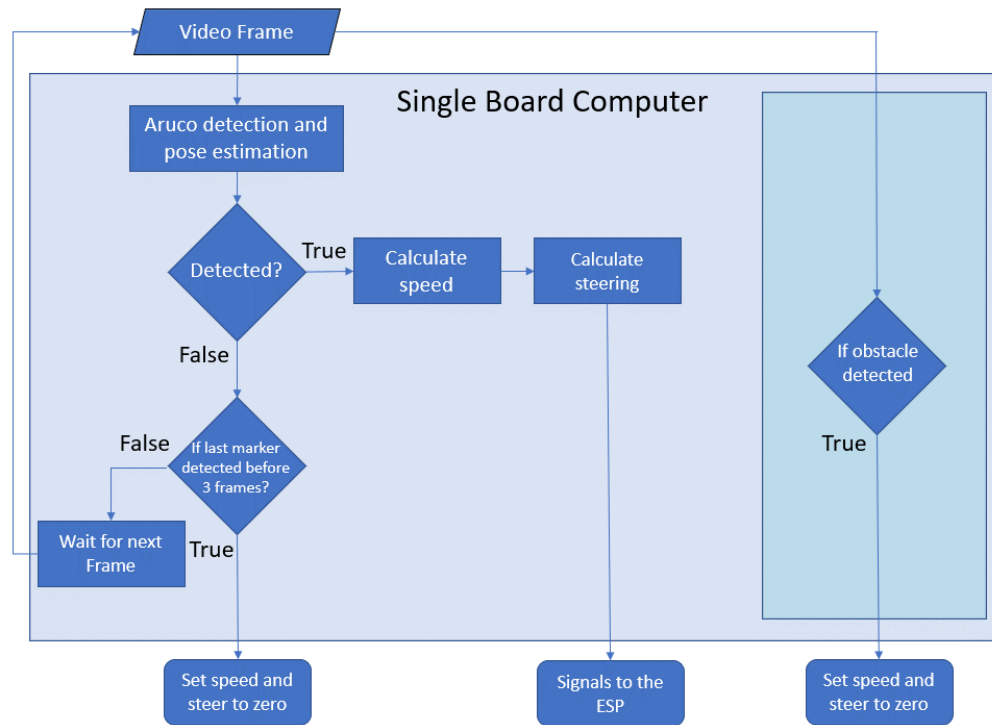 Video Frame
Single Board Computer
Aruco detection and
pose estimation
Detected?
True
Calculate
speed
Calculate
steering
False
If last marker
detected before
3 frames?
False
Wait for next
Frame
True
If obstacle
detected
True
Set speed and
steer to zero
Signals to the
ESP
Set speed and
steer to zero